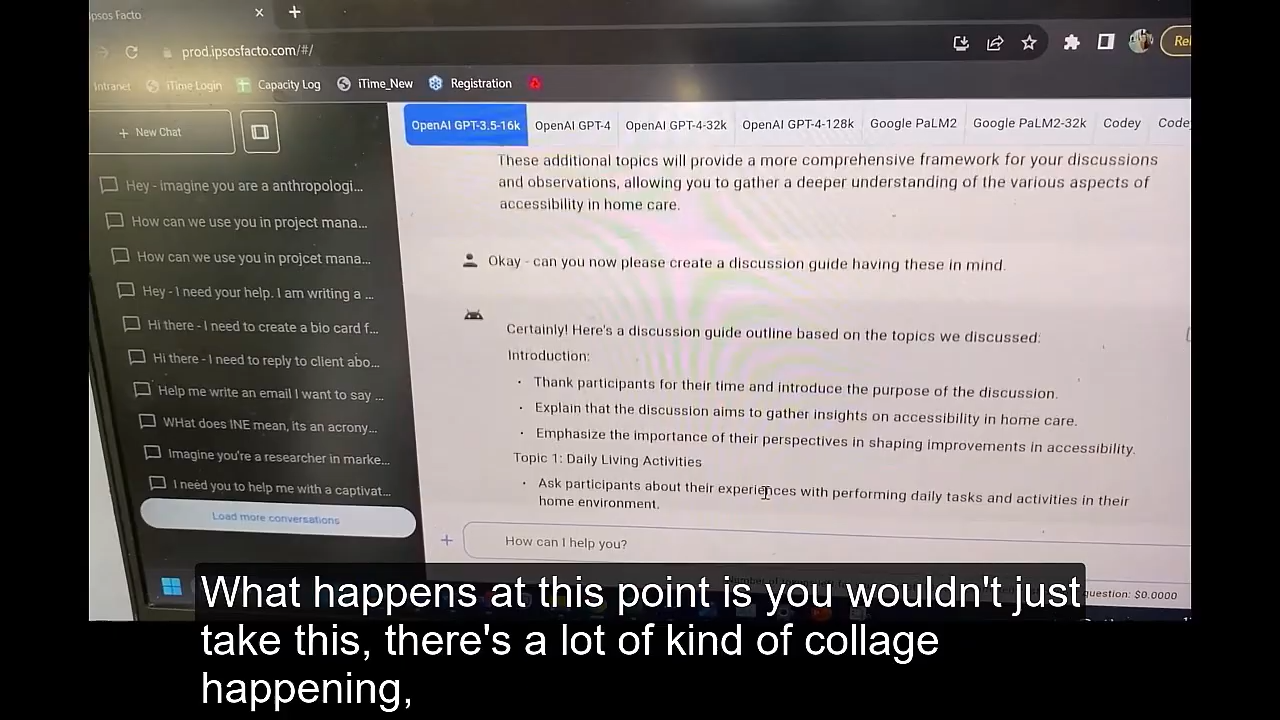 Ipsos Facto
prod.ipsosfacto.com/#/
Rel
Intranet iTime Login Capacity Log iTime_New Registration
New Chat
Hey - imagine you are a anthropologi...
How can we use you in project mana...
How can we use you in projcet mana...
Hey - I need your help. I am writing a ...
Hi there - I need to create a bio card f...
Hi there - I need to reply to client abo...
Help me write an email I want to say ...
WHat does INE mean, its an acrony...
Imagine you're a researcher in marke...
I need you to help me with a captivat...
Load more conversations
OpenAI GPT-3.5-16k OpenAI GPT-4 OpenAI GPT-4-32k OpenAI GPT-4-128k Google PaLM2 Google PaLM2-32k Codey Codey
These additional topics will provide a more comprehensive framework for your discussions
and observations, allowing you to gather a deeper understanding of the various aspects of
accessibility in home care.
Okay - can you now please create a discussion guide having these in mind.
Certainly! Here's a discussion guide outline based on the topics we discussed:
Introduction:
· Thank participants for their time and introduce the purpose of the discussion.
· Explain that the discussion aims to gather insights on accessibility in home care.
· Emphasize the importance of their perspectives in shaping improvements in accessibility.
Topic 1: Daily Living Activities
· Ask participants about their experiences with performing daily tasks and activities in their
home environment.
How can I help you?
question: $0.0000
What happens at this point is you wouldn't just
take this, there's a lot of kind of collage
happening,